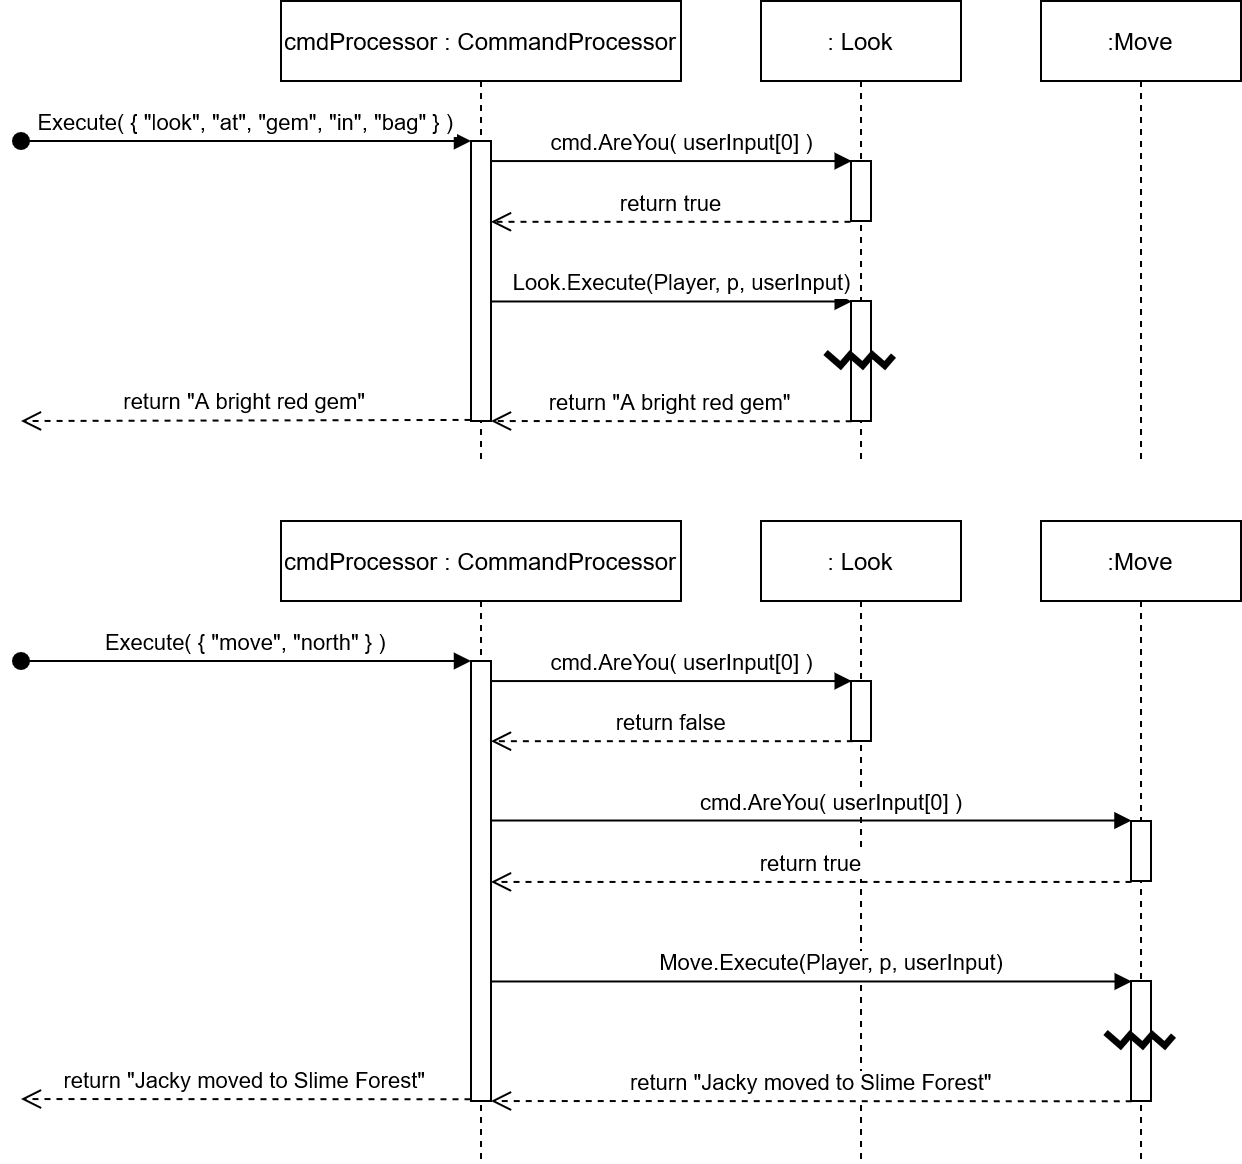 cmdProcessor : CommandProcessor
: Look
:Move
Execute( { "look", "at", "gem", "in", "bag" } )
cmd.AreYou( userInput[0] )
return true
Look.Execute(Player, p, userInput)
return "A bright red gem"
return "A bright red gem"
cmdProcessor : CommandProcessor
: Look
:Move
Execute( { "move", "north" } )
cmd.AreYou( userInput[0] )
return false
cmd.AreYou( userInput[0] )
return true
Move.Execute(Player, p, userInput)
return "Jacky moved to Slime Forest"
return "Jacky moved to Slime Forest"